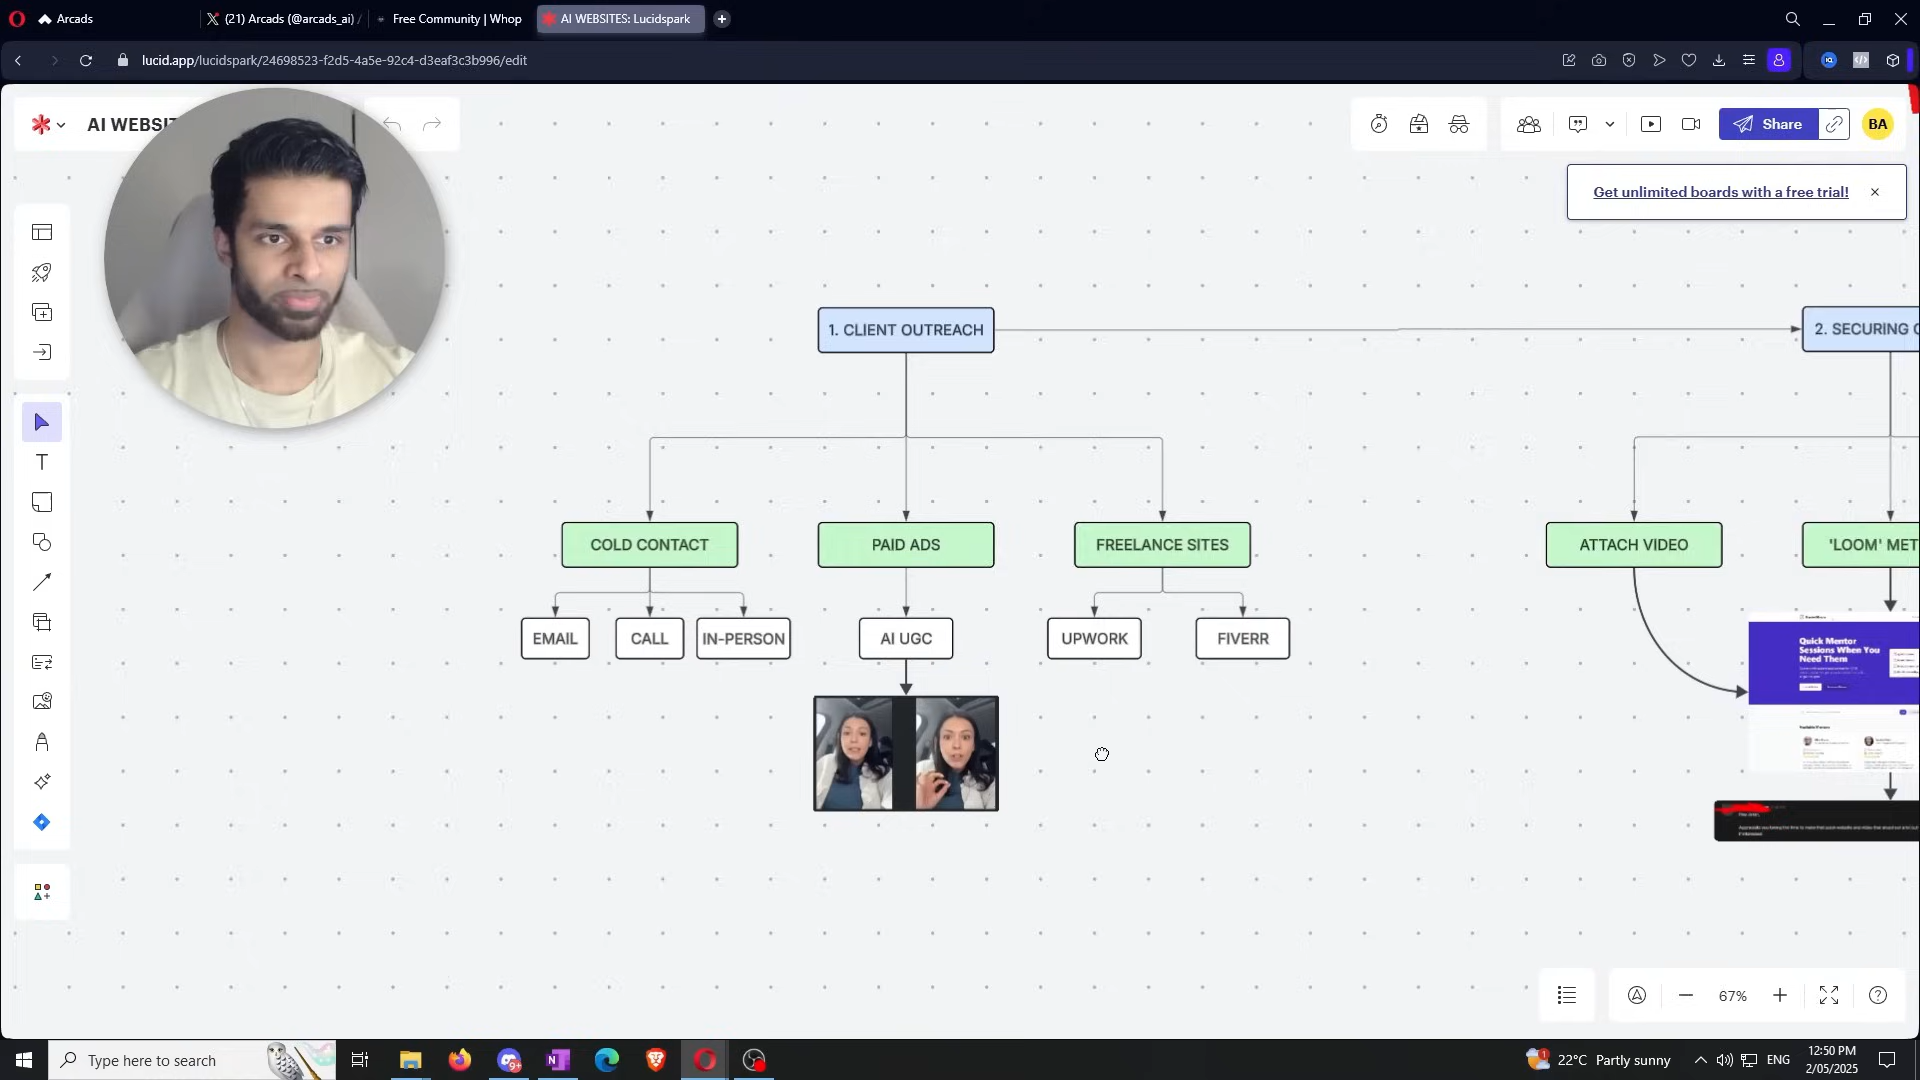 Arcads
(21) Arcads (@arcads_ai) /
Free Community | Whop
AI WEBSITES: Lucidspark
lucid.app/lucidspark/24698523-f2d5-4a5e-92c4-d3eaf3c3b996/edit
AI WEBSIT
Share
BA
Get unlimited boards with a free trial!
1. CLIENT OUTREACH
2. SECURING
COLD CONTACT
PAID ADS
FREELANCE SITES
ATTACH VIDEO
'LOOM' MET
EMAIL
CALL
IN-PERSON
AI UGC
UPWORK
FIVERR
Quick Mentor
Sessions When You
Need Them
67%
Type here to search
9+
1
22°C Partly sunny
ENG
12:50 PM
2/05/2025